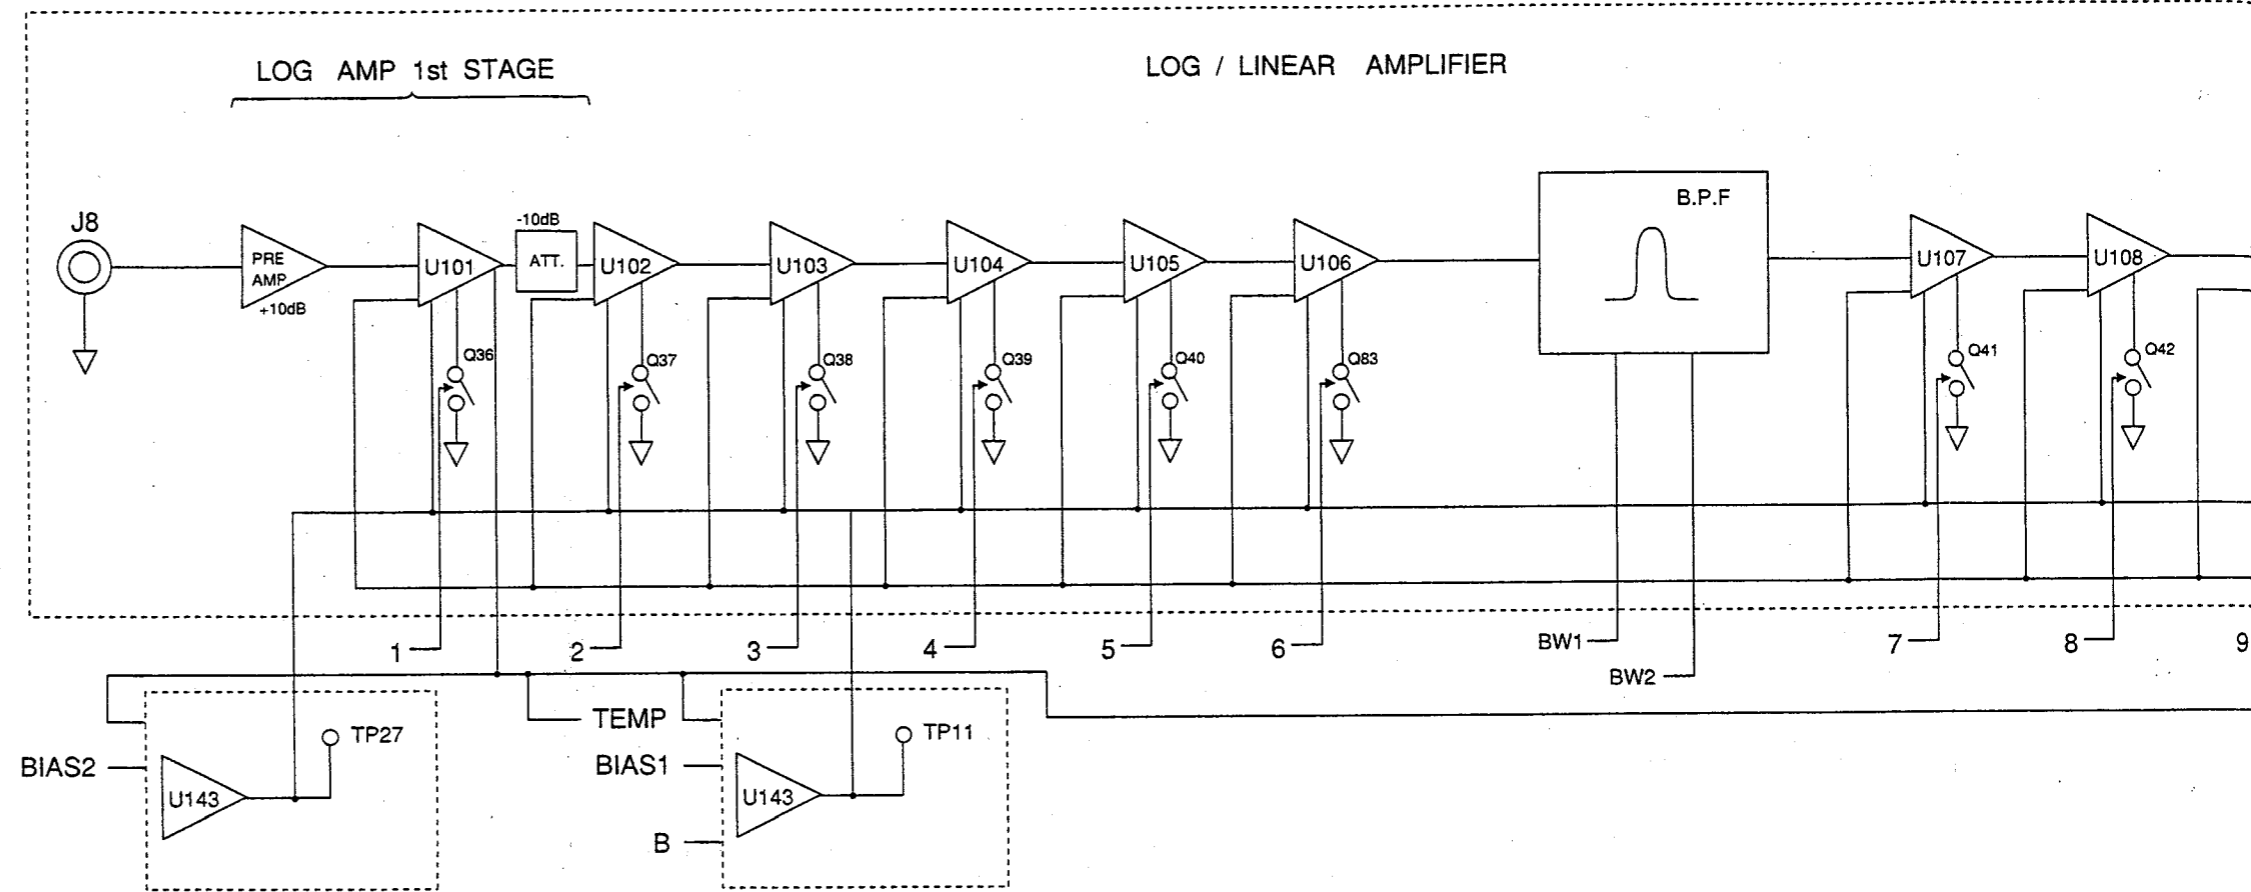 LOG AMP 1st STAGE
LOG / LINEAR AMPLIFIER
J8
PRE AMP
+10dB
U101
-10dB
ATT.
U102
U103
U104
U105
U106
B.P.F
U107
U108
Q36
Q37
Q38
Q39
Q40
Q83
Q41
Q42
1
2
3
4
5
6
BW1
BW2
7
8
9
TEMP
TP27
TP11
BIAS2
BIAS1
U143
U143
B